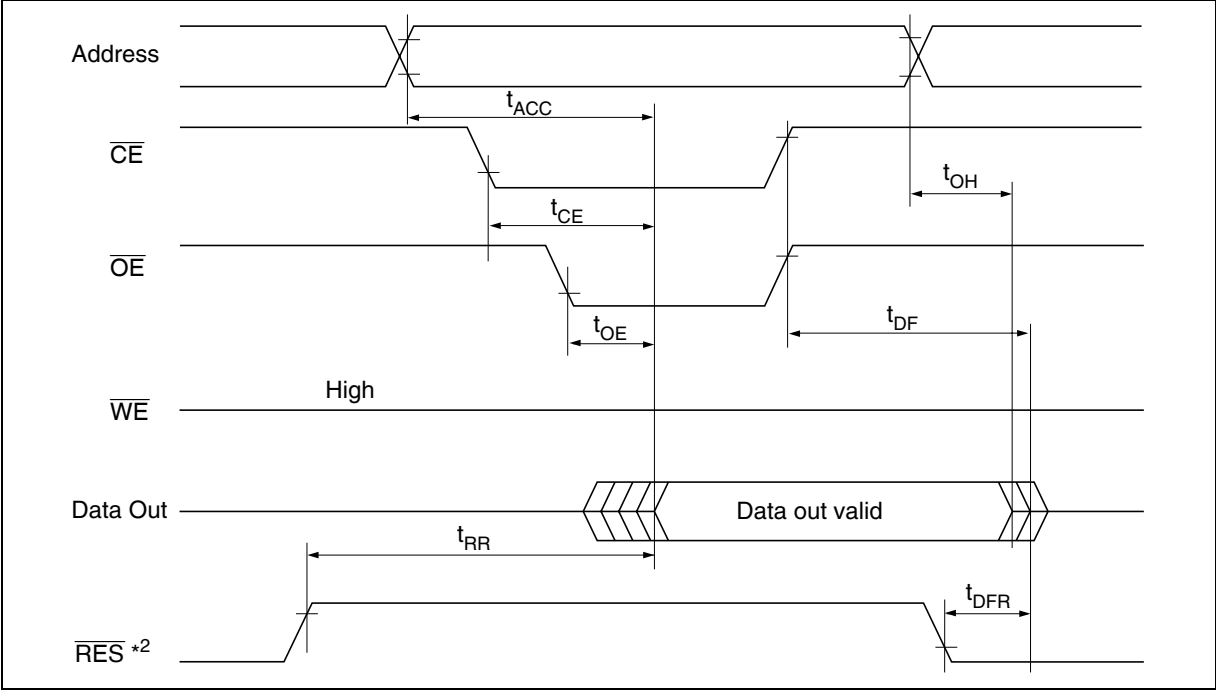 Address
tACC
CE
tOH
tCE
OE
tDF
tOE
High
WE
Data Out
Data out valid
tRR
tDFR
RES *2